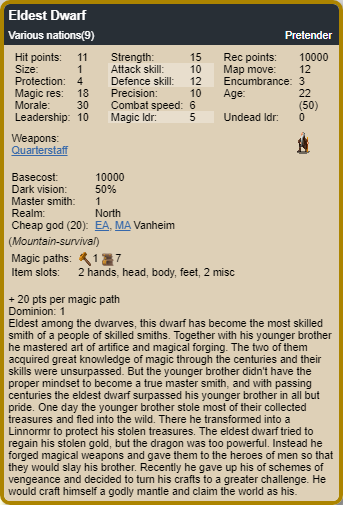 Eldest Dwarf
Various nations(9) Pretender
Hit points: 11 Strength: 15 Rec points: 10000
Size: 1 Attack skill: 10 Map move: 12
Protection: 4 Defence skill: 12 Encumbrance: 3
Magic res: 18 Precision: 10 Age: 22
Morale: 30 Combat speed: 6 (50)
Leadership: 10 Magic ldr: 5 Undead ldr: 0
Weapons:
Quarterstaff
Basecost: 10000
Dark vision: 50%
Master smith: 1
Realm: North
Cheap god (20): EA, MA Vanheim
(Mountain-survival)
Magic paths: 1 7
Item slots: 2 hands, head, body, feet, 2 misc
+ 20 pts per magic path
Dominion: 1
Eldest among the dwarves, this dwarf has become the most skilled
smith of a people of skilled smiths. Together with his younger brother
he mastered art of artifice and magical forging. The two of them
acquired great knowledge of magic through the centuries and their
skills were unsurpassed. But the younger brother didn't have the
proper mindset to become a true master smith, and with passing
centuries the eldest dwarf surpassed his younger brother in all but
pride. One day the younger brother stole most of their collected
treasures and fled into the wild. There he transformed into a
Linnormr to protect his stolen treasures. The eldest dwarf tried to
regain his stolen gold, but the dragon was too powerful. Instead he
forged magical weapons and gave them to the heroes of men so that
they would slay his brother. Recently he gave up his of schemes of
vengeance and decided to turn his crafts to a greater challenge. He
would craft himself a godly mantle and claim the world as his.